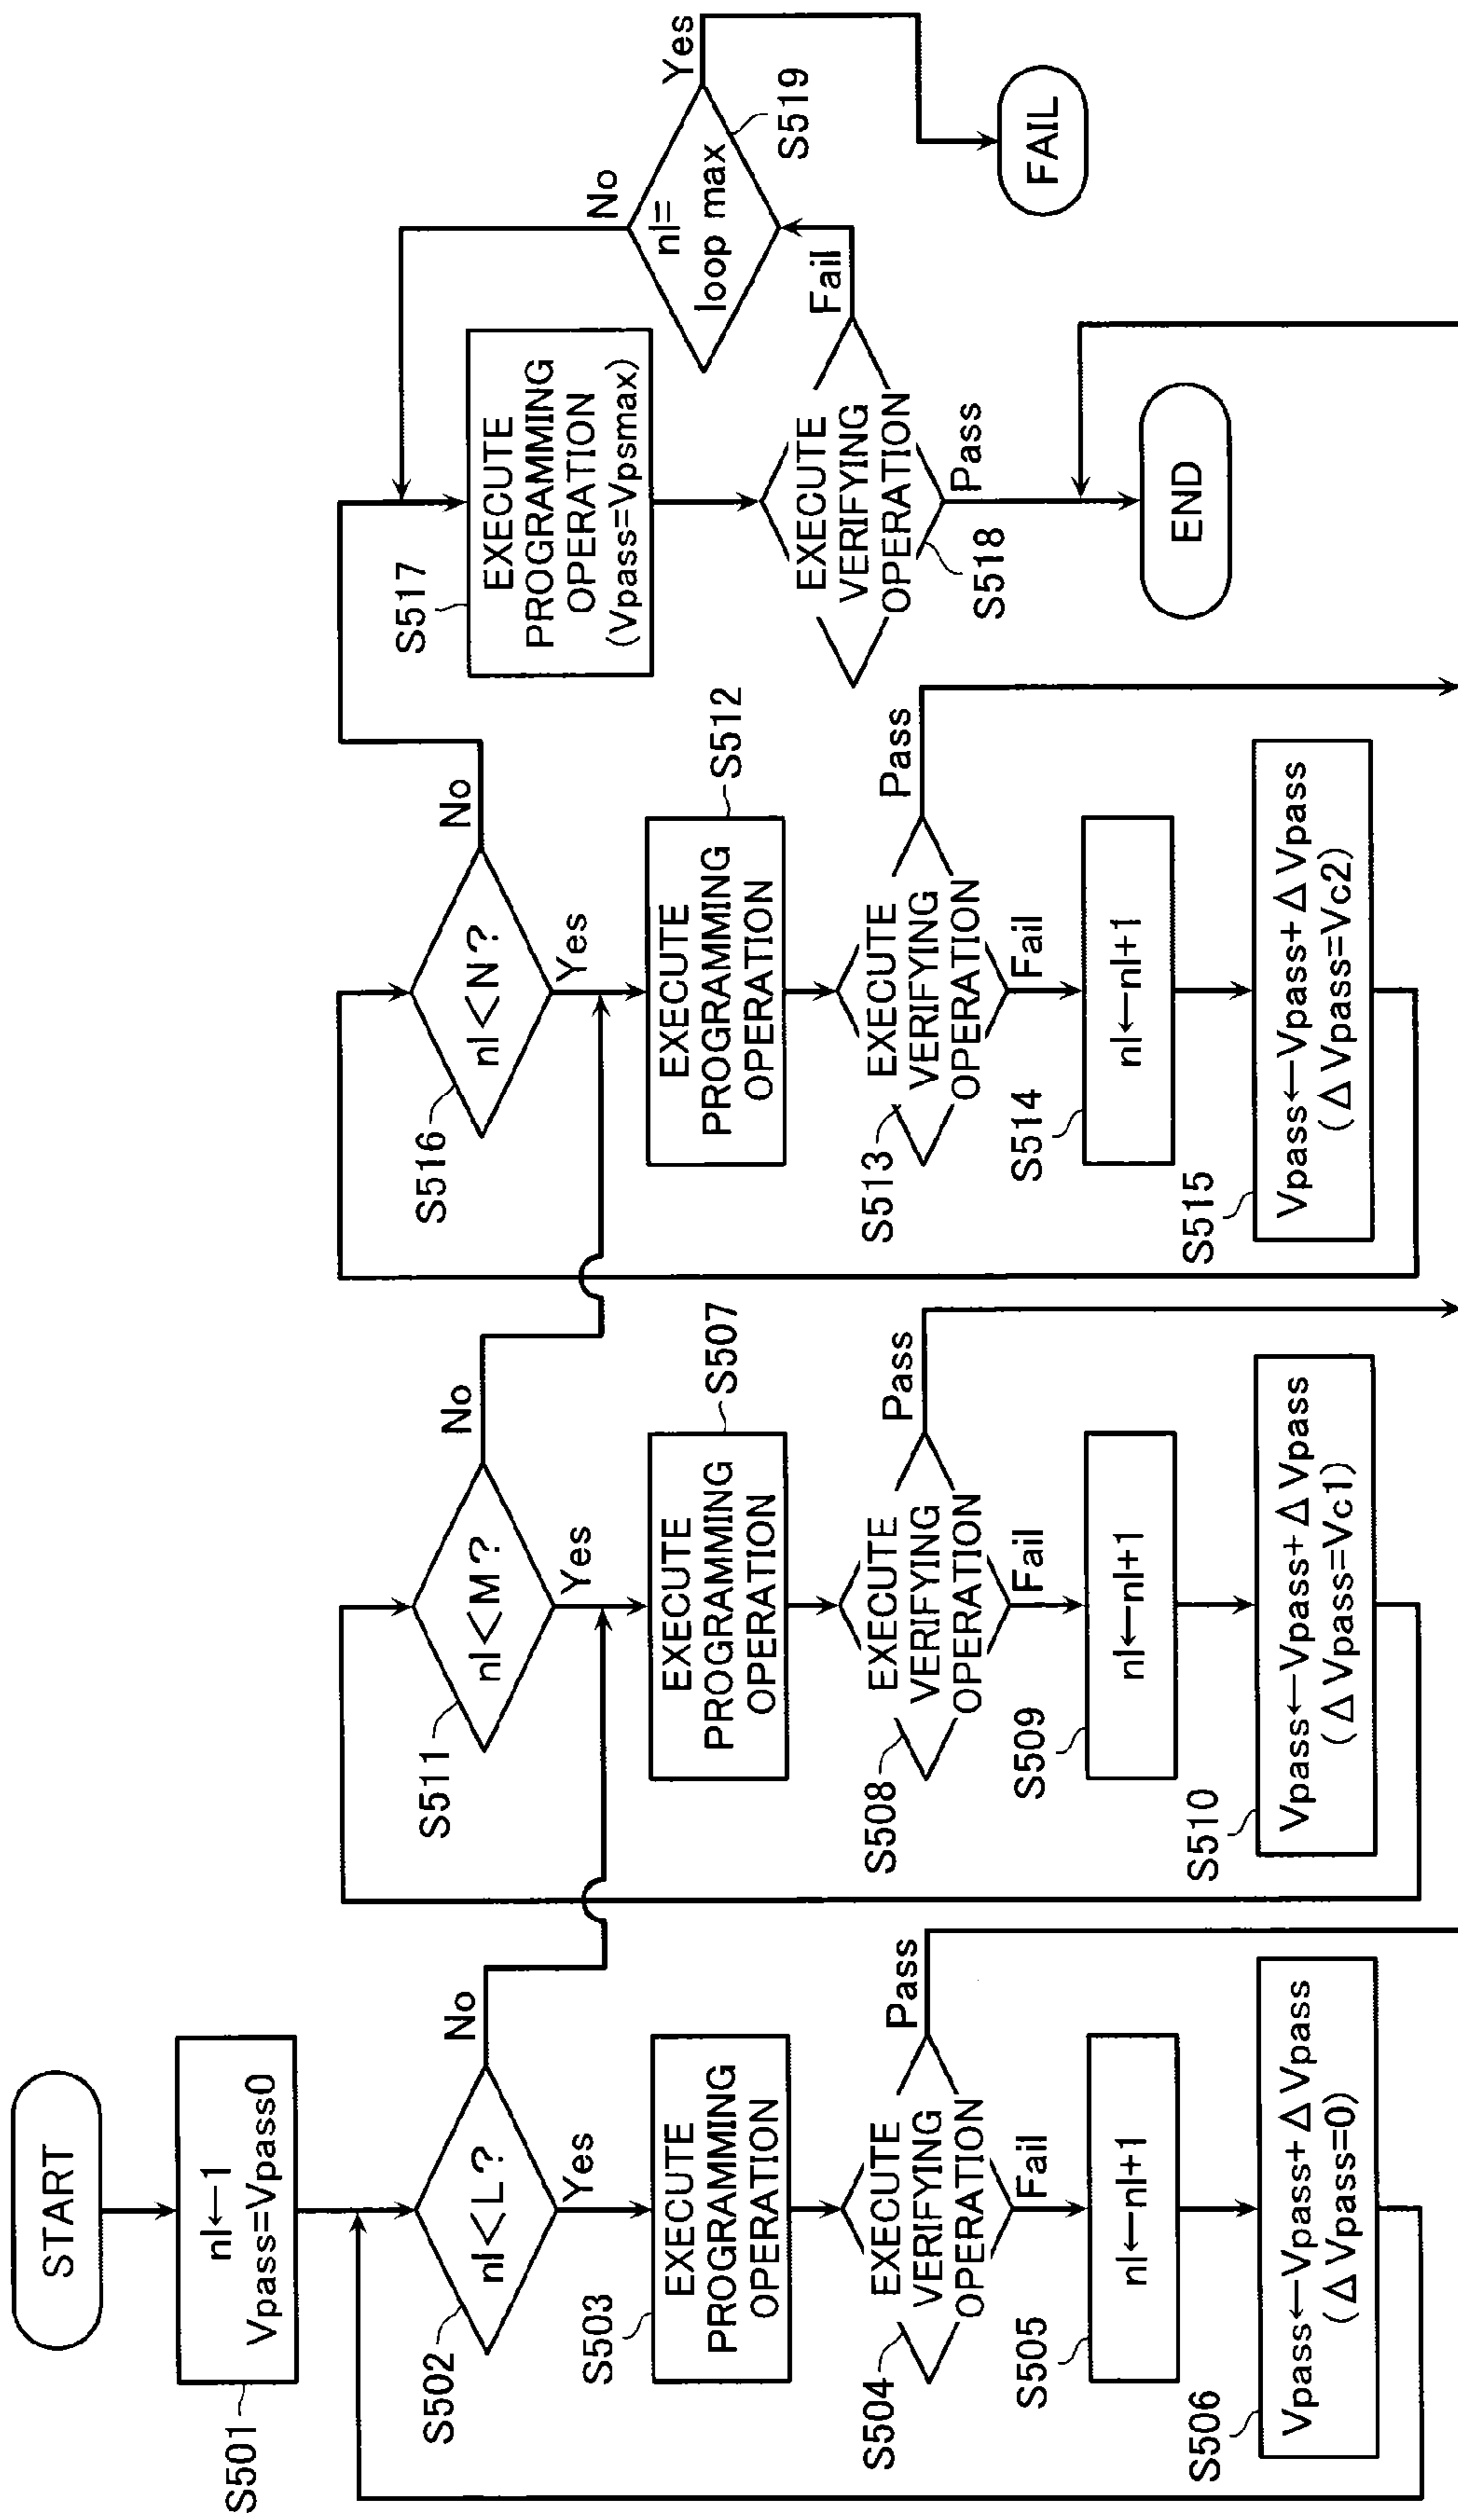 START
S501
nl←1
Vpass=Vpass0
S502
nl<L?
No
Yes
S503
EXECUTE
PROGRAMMING
OPERATION
S504
EXECUTE
VERIFYING
OPERATION
Pass
Fail
S505
nl←nl+1
S506
Vpass←Vpass+ΔVpass
(ΔVpass=0)
S511
nl<M?
No
Yes
S507
EXECUTE
PROGRAMMING
OPERATION
S508
EXECUTE
VERIFYING
OPERATION
Pass
Fail
S509
nl←nl+1
S510
Vpass←Vpass+ΔVpass
(ΔVpass=Vc1)
S516
nl<N?
No
Yes
S512
EXECUTE
PROGRAMMING
OPERATION
S513
EXECUTE
VERIFYING
OPERATION
Pass
Fail
S514
nl←nl+1
S515
Vpass←Vpass+ΔVpass
(ΔVpass=Vc2)
S517
EXECUTE
PROGRAMMING
OPERATION
(Vpass=Vpsmax)
S518
EXECUTE
VERIFYING
OPERATION
Fail
Pass
END
nl=
loop max
S519
No
Yes
FAIL